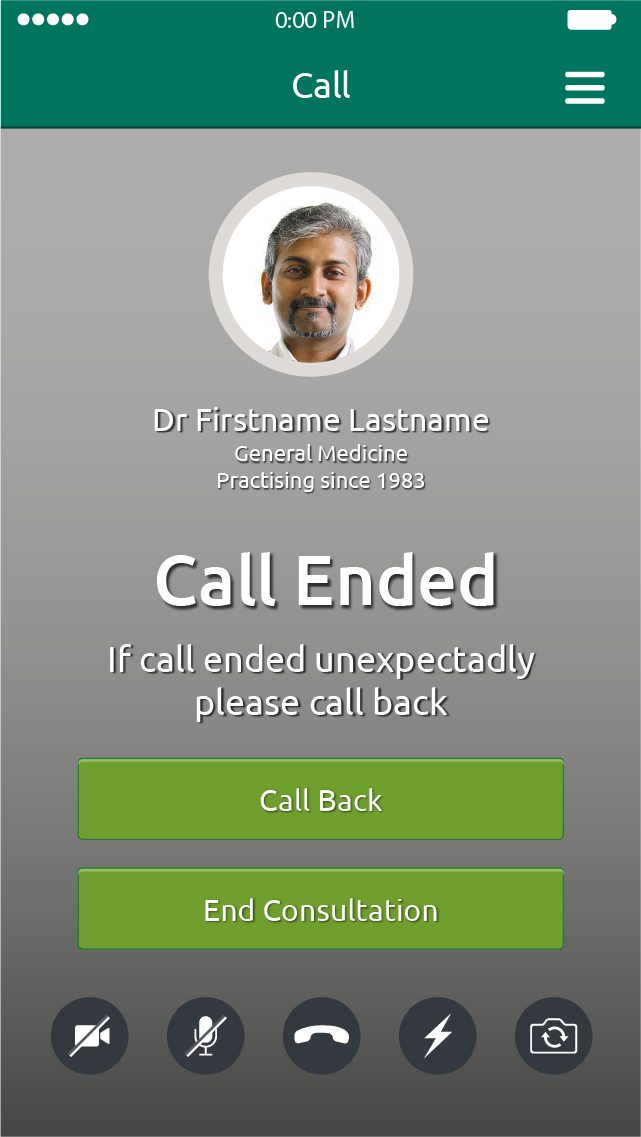 0:00 PM
Call
Dr Firstname Lastname
General Medicine
Practising since 1983
Call Ended
If call ended unexpectadly
please call back
Call Back
End Consultation